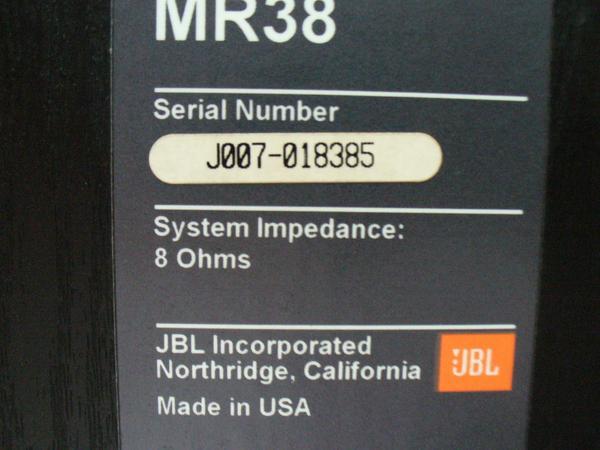 MR38
Serial Number
J007-018385
System Impedance:
8 Ohms
JBL Incorporated
Northridge, California
JBL
Made in USA